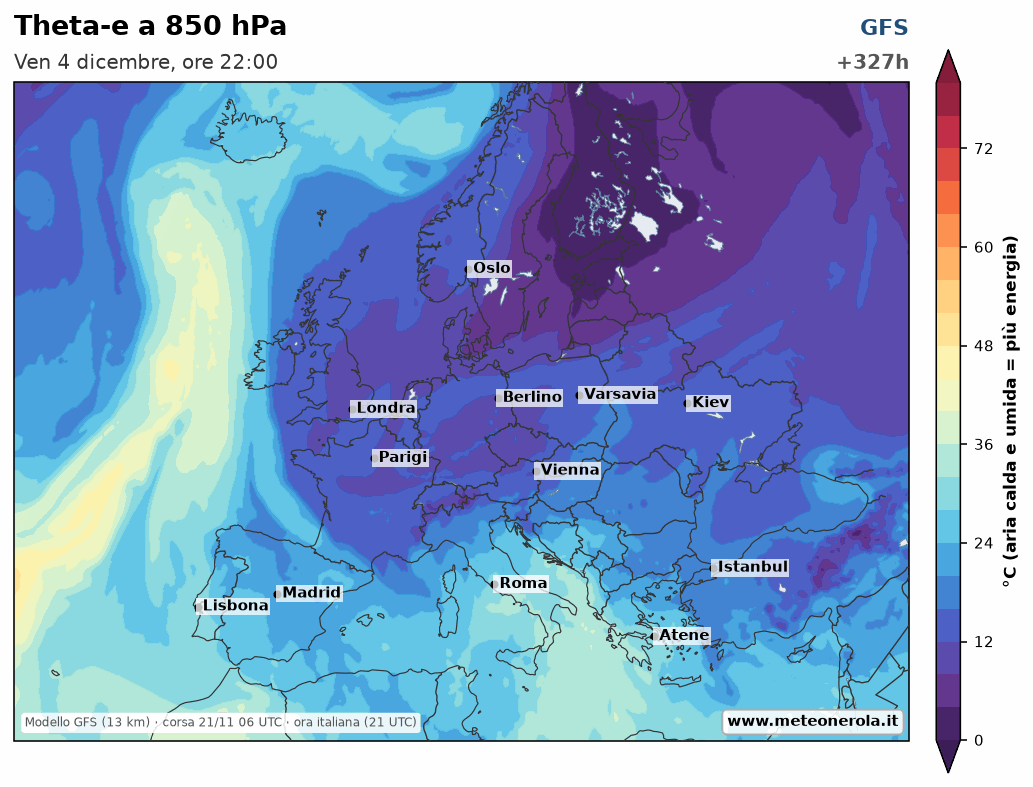 Theta-e a 850 hPa
GFS
Ven 4 dicembre, ore 22:00
+327h
72
60
48
36
24
12
0
°C (aria calda e umida = più energia)
Oslo
Londra
Berlino
Varsavia
Kiev
Parigi
Vienna
Istanbul
Roma
Madrid
Lisbona
Atene
Modello GFS (13 km) · corsa 21/11 06 UTC · ora italiana (21 UTC)
www.meteonerola.it